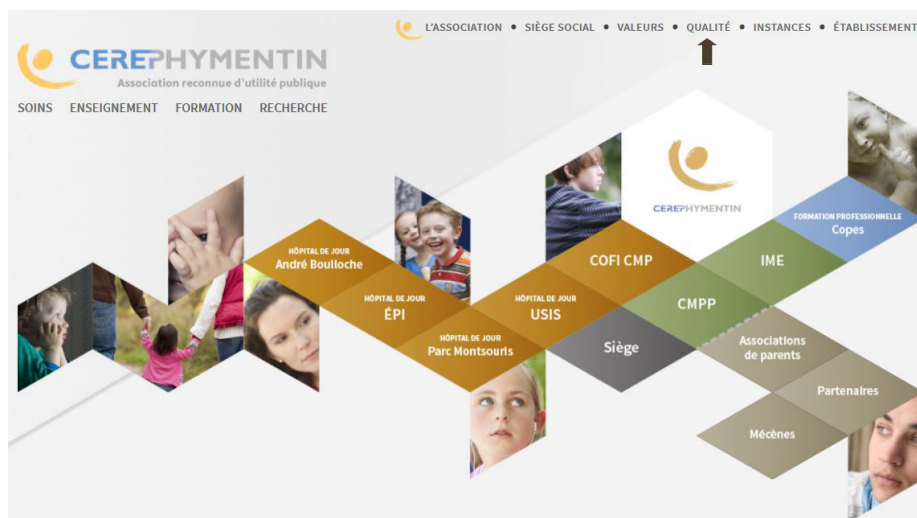 L'ASSOCIATION • SIÈGE SOCIAL • VALEURS • QUALITÉ • INSTANCES • ÉTABLISSEMENT
CEREPHYMENTIN
Association reconnue d'utilité publique
SOINS ENSEIGNEMENT FORMATION RECHERCHE
CEREPHYMENTIN
FORMATION PROFESSIONNELLE
Copes
HÔPITAL DE JOUR
André Boulloche
COFI CMP
IME
HÔPITAL DE JOUR
ÉPI
HÔPITAL DE JOUR
USIS
CMPP
HÔPITAL DE JOUR
Parc Montsouris
Siège
Associations
de parents
Partenaires
Mécènes